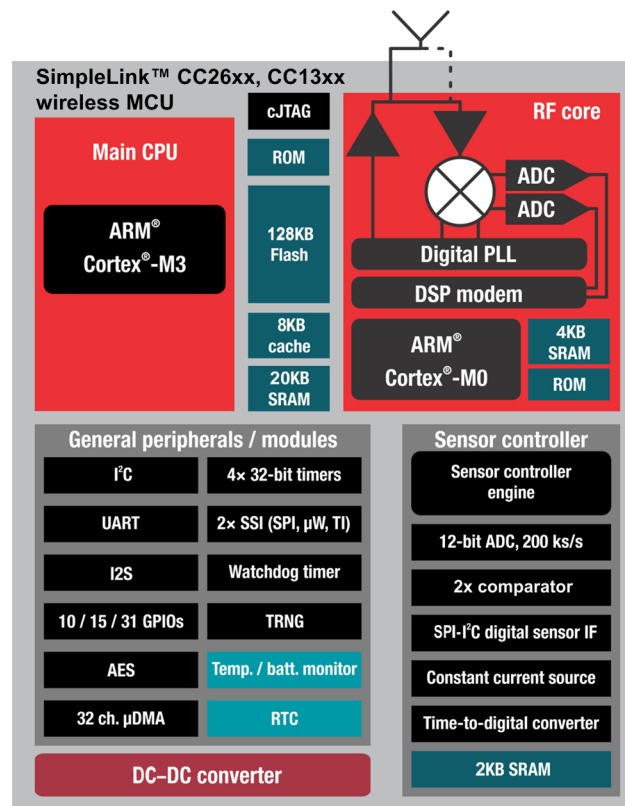 SimpleLink™ CC26xx, CC13xx
wireless MCU
Main CPU
ARM®
Cortex®-M3
cJTAG
ROM
128KB
Flash
8KB
cache
20KB
SRAM
RF core
ADC
ADC
Digital PLL
DSP modem
ARM®
Cortex®-M0
4KB
SRAM
ROM
General peripherals / modules
I²C
4× 32-bit timers
UART
2× SSI (SPI, µW, TI)
I2S
Watchdog timer
10 / 15 / 31 GPIOs
TRNG
AES
Temp. / batt. monitor
32 ch. µDMA
RTC
Sensor controller
Sensor controller
engine
12-bit ADC, 200 ks/s
2x comparator
SPI-I²C digital sensor IF
Constant current source
Time-to-digital converter
2KB SRAM
DC–DC converter